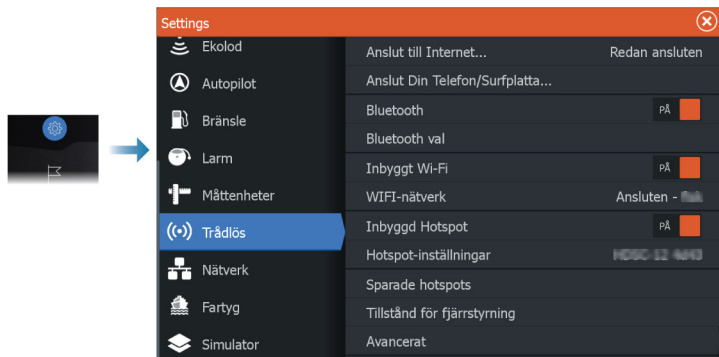 Settings
Ekolod
Autopilot
Bränsle
Larm
Måttenheter
Trådlös
Nätverk
Fartyg
Simulator
Anslut till Internet... Redan ansluten
Anslut Din Telefon/Surfplatta...
Bluetooth PÅ
Bluetooth val
Inbyggt Wi-Fi PÅ
WIFI-nätverk Ansluten -
Inbyggd Hotspot PÅ
Hotspot-inställningar
Sparade hotspots
Tillstånd för fjärrstyrning
Avancerat